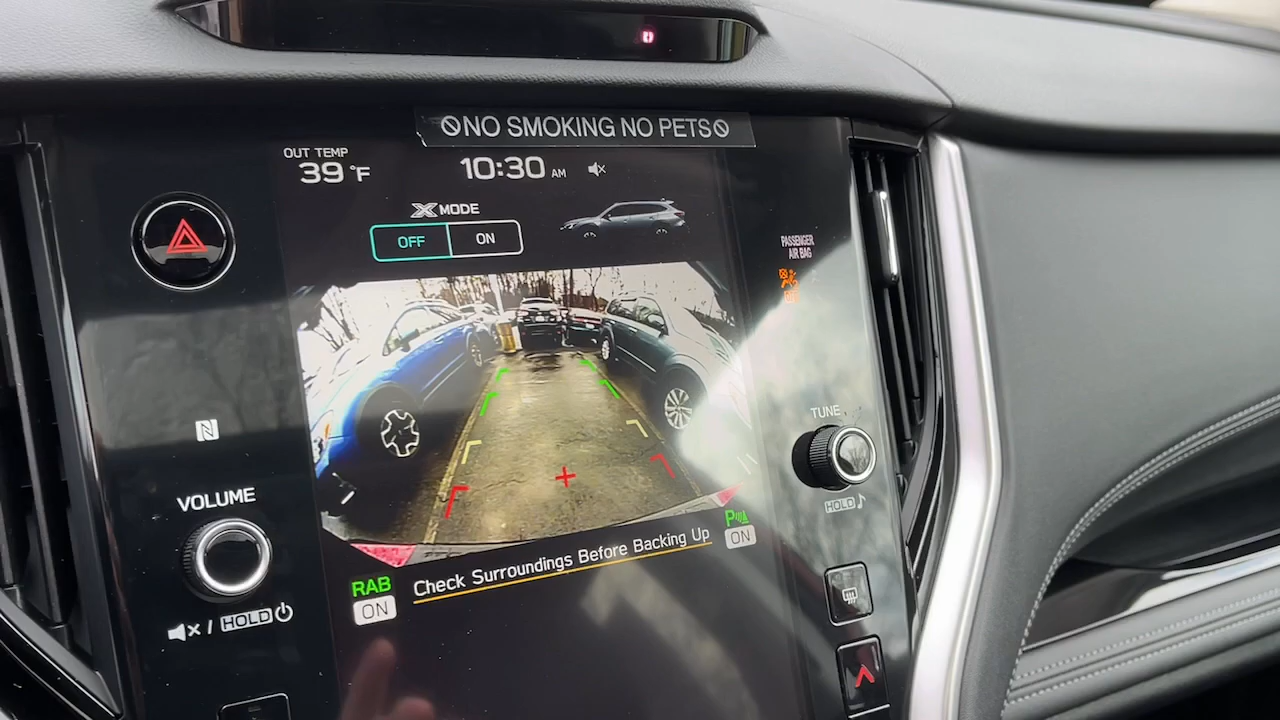 NO SMOKING NO PETS
OUT TEMP
39 °F
10:30 AM
X MODE
OFF ON
PASSENGER
AIR BAG
OFF
VOLUME
TUNE
HOLD
/ HOLD
RAB
ON
Check Surroundings Before Backing Up
P
ON